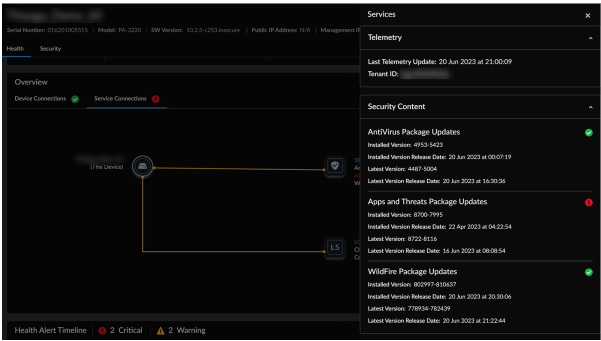 Serial Number: 016201005515 | Model: PA-3220 | SW Version: 10.2.5-c253.insecure | Public IP Address: N/A | Management IP
Health Security
Overview
Device Connections Service Connections
(This Device)
LS
Health Alert Timeline 2 Critical 2 Warning
Services
Telemetry
Last Telemetry Update: 20 Jun 2023 at 21:00:09
Tenant ID:
Security Content
AntiVirus Package Updates
Installed Version: 4953-5423
Installed Version Release Date: 20 Jun 2023 at 00:07:19
Latest Version: 4487-5004
Latest Version Release Date: 20 Jun 2023 at 16:30:36
Apps and Threats Package Updates
Installed Version: 8700-7995
Installed Version Release Date: 22 Apr 2023 at 04:22:54
Latest Version: 8722-8116
Latest Version Release Date: 16 Jun 2023 at 08:08:54
WildFire Package Updates
Installed Version: 802997-810637
Installed Version Release Date: 20 Jun 2023 at 20:30:06
Latest Version: 778934-782439
Latest Version Release Date: 20 Jun 2023 at 21:22:44